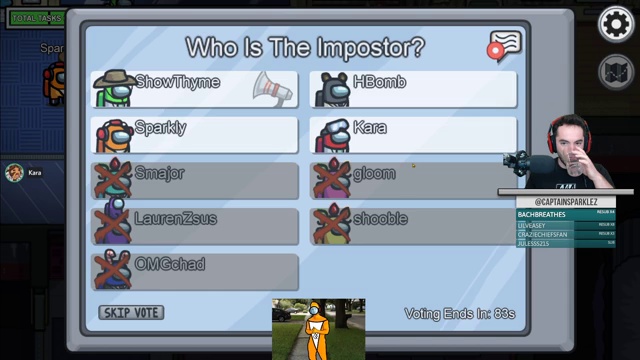 TOTAL TASKS
Spar
Who Is The Impostor?
ShowThyme
HBomb
Sparkly
Kara
Kara
Smajor
gloom
LaurenZsus
shooble
OMGchad
SKIP VOTE
Voting Ends In: 83s
@CAPTAINSPARKLEZ
BACHBREATHES
LILVEASEY
CRAZIECHIEFSFAN
JULESSS215